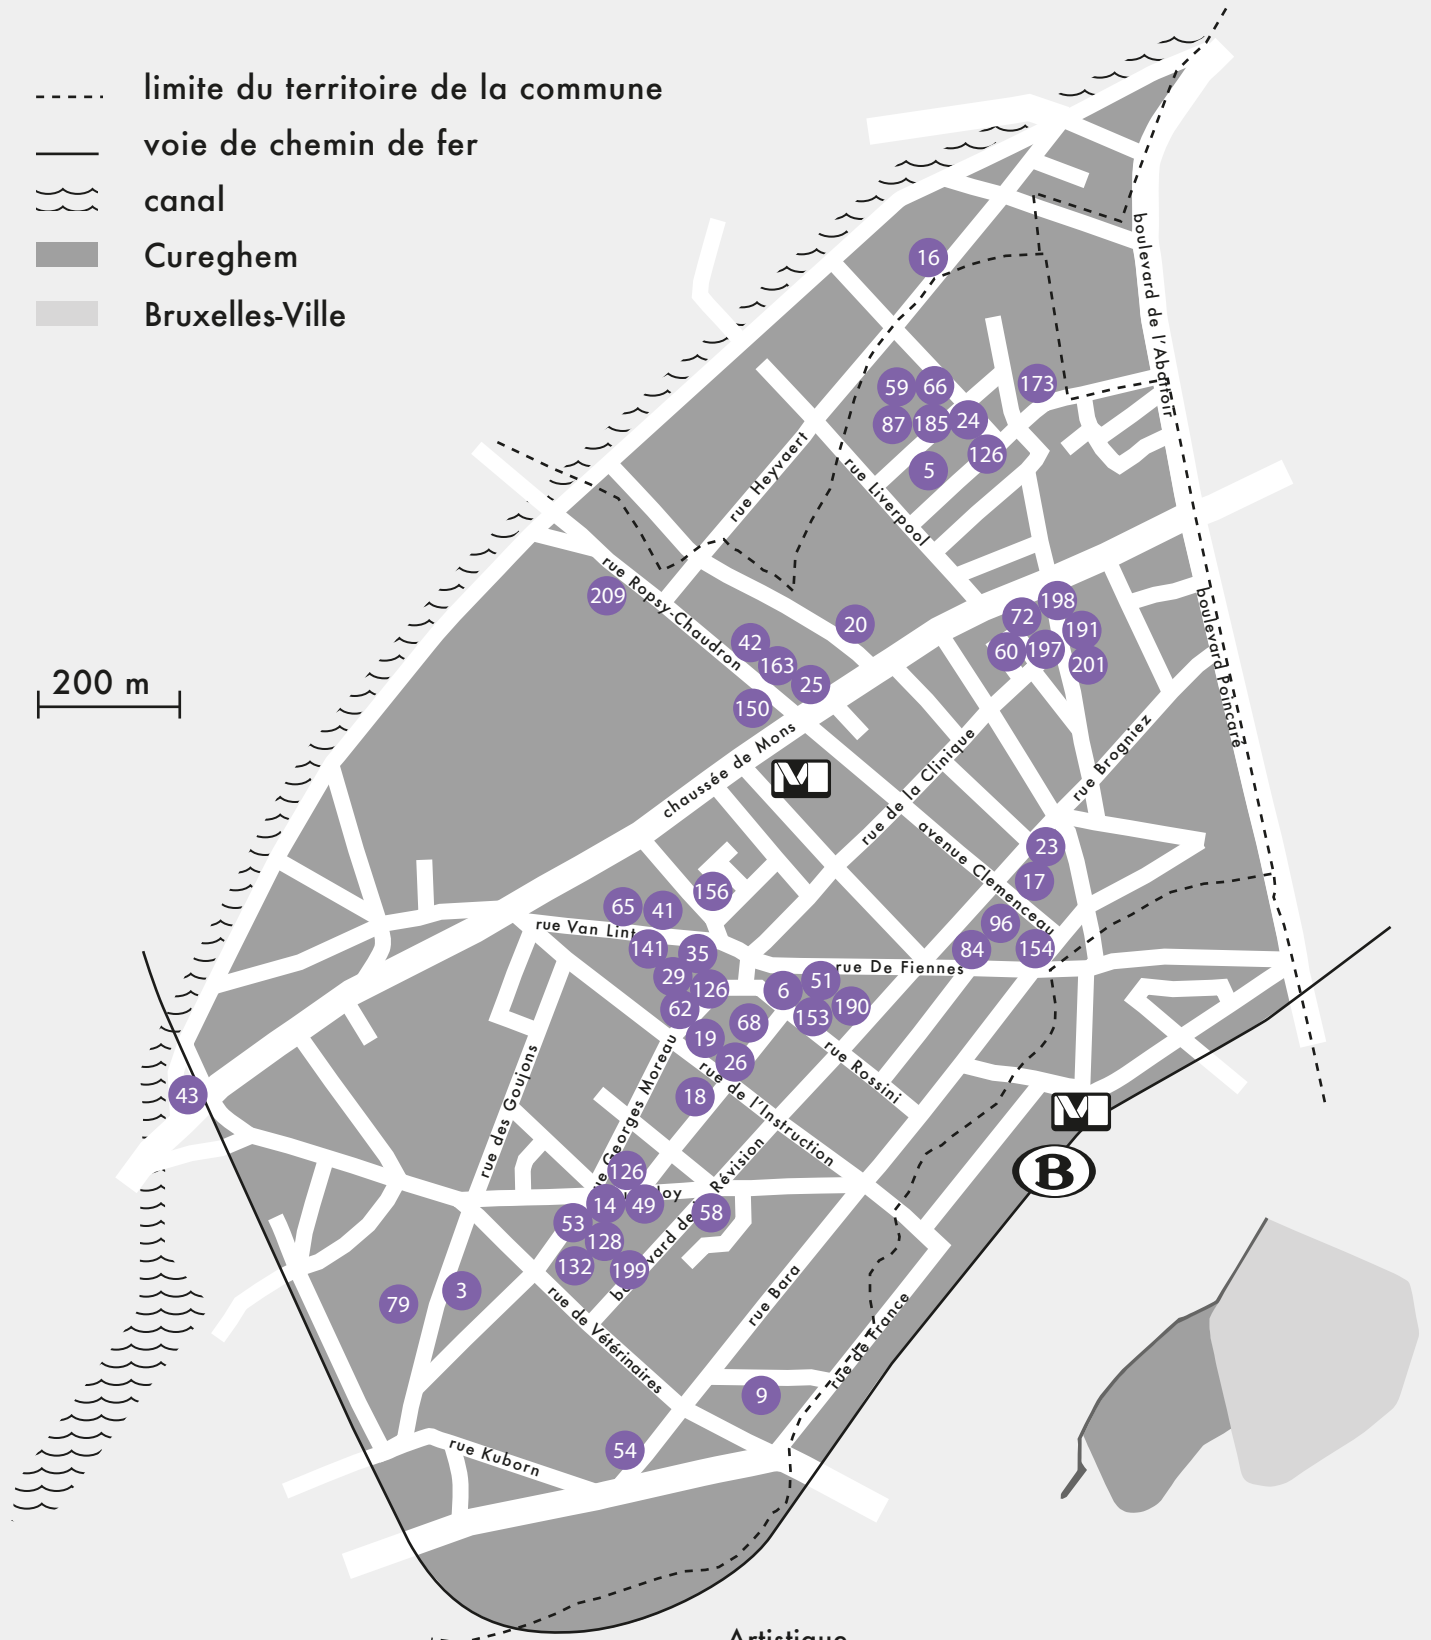 limite du territoire de la commune
voie de chemin de fer
canal
Cureghem
Bruxelles-Ville
200 m
boulevard de l'Abattoir
16
59
66
173
87
185
24
126
5
rue Heyvaert
rue Liverpool
rue Ropsy-Chaudron
209
198
72
191
20
42
60
197
201
163
25
150
boulevard Poincaré
chaussée de Mons
M
rue de la Clinique
rue Brogniez
avenue Clemenceau
23
17
156
65
41
96
rue Van Lint
141
35
84
154
rue De Fiennes
29
126
6
51
62
190
68
153
19
26
rue Rossini
18
43
rue des Goujons
rue Georges Moreau
rue de l'Instruction
M
B
126
14
49
58
53
128
132
199
79
3
rue Bara
rue de France
rue de Vétérinaires
9
54
rue Kuborn
Artistique